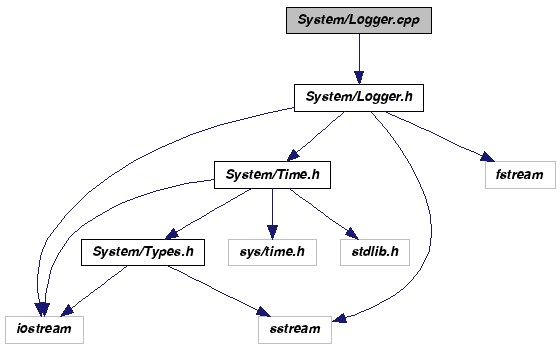 System/Logger.cpp
System/Logger.h
System/Time.h
fstream
System/Types.h
sys/time.h
stdlib.h
iostream
sstream